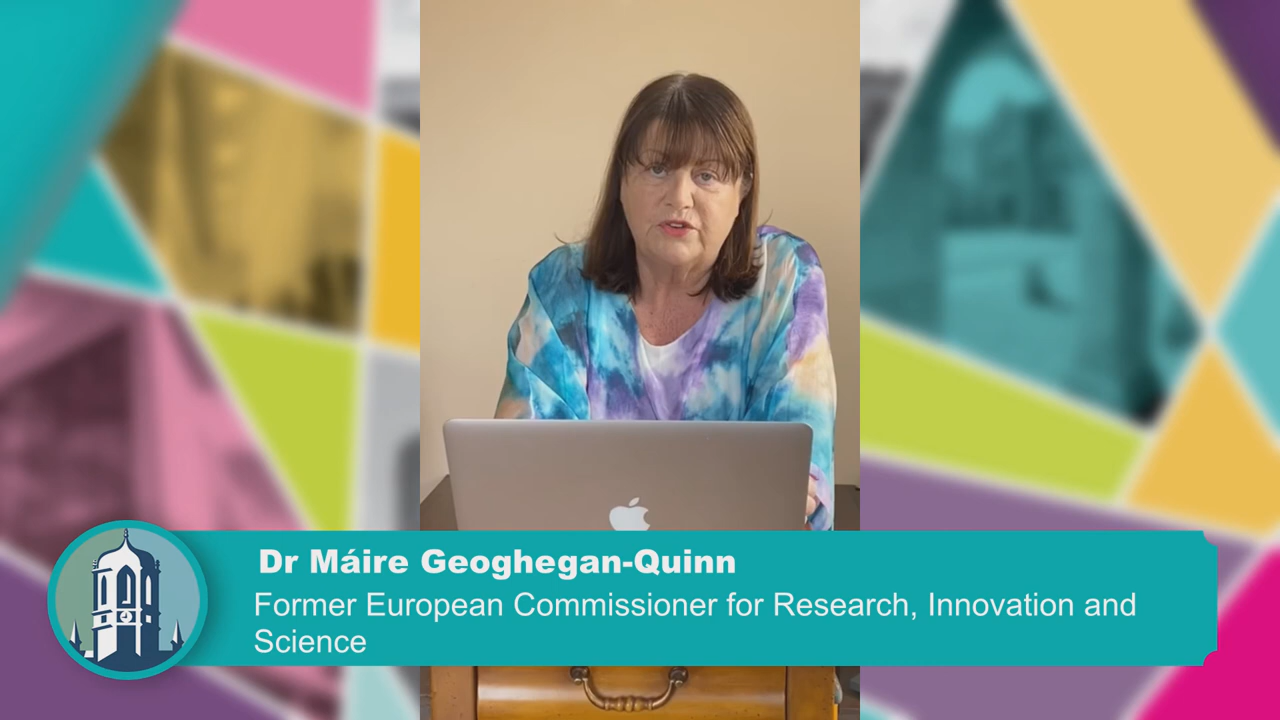 Dr Máire Geoghegan-Quinn
Former European Commissioner for Research, Innovation and
Science